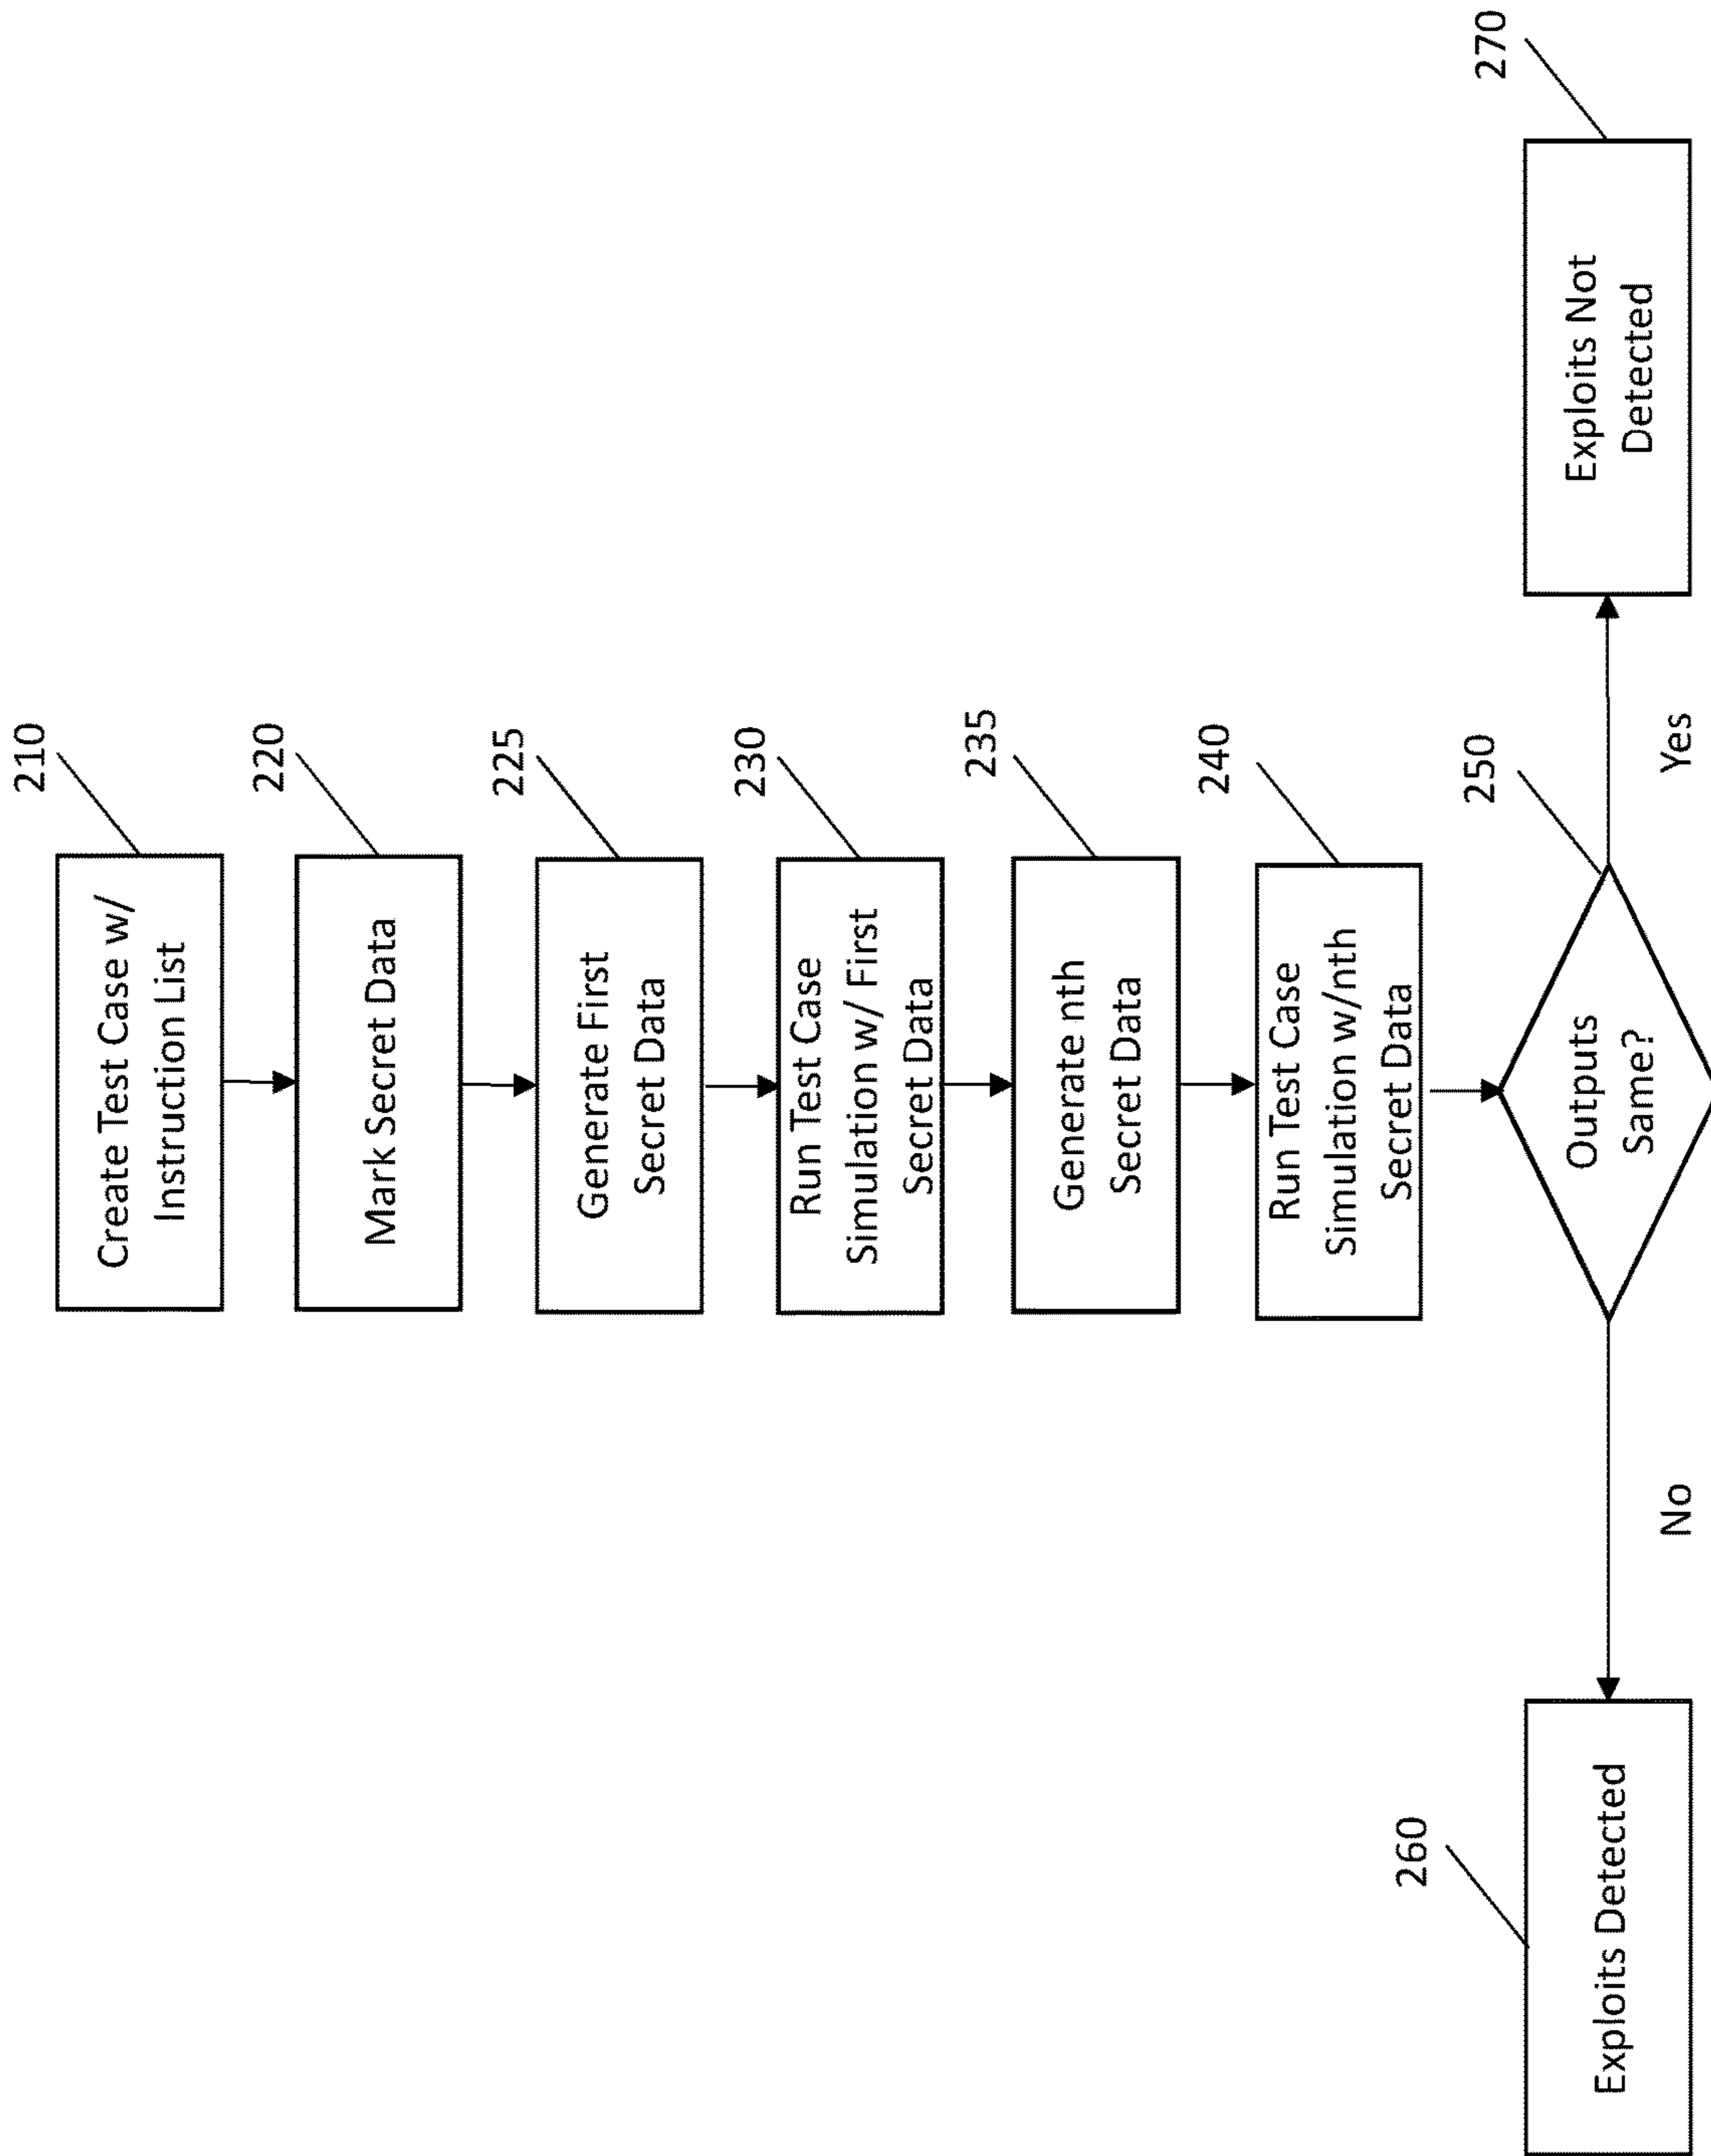 210
Create Test Case w/
Instruction List
220
Mark Secret Data
225
Generate First
Secret Data
230
Run Test Case
Simulation w/ First
Secret Data
235
Generate nth
Secret Data
240
Run Test Case
Simulation w/nth
Secret Data
250
Outputs
Same?
No
Yes
260
Exploits Detected
270
Exploits Not
Detected